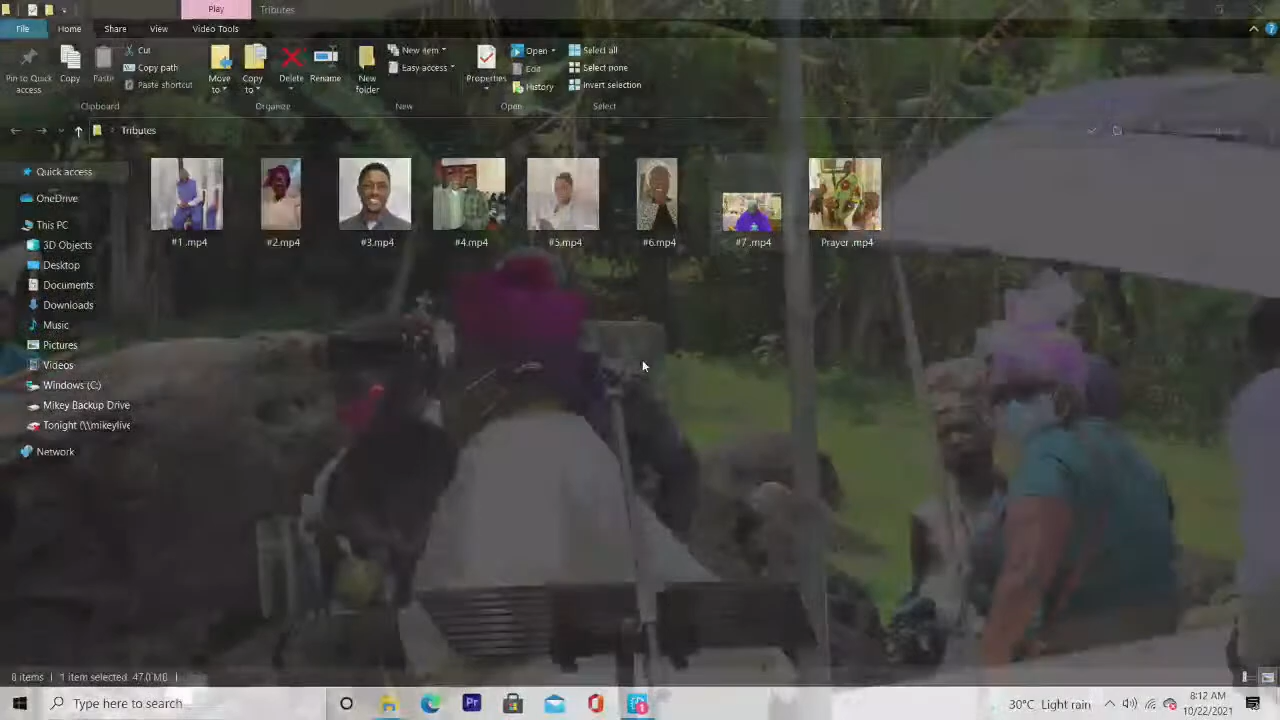 Play Tributes
File Home Share View Video Tools
Pin to Quick access
Copy
Paste
Cut
Copy path
Paste shortcut
Clipboard
Move to
Copy to
Delete
Rename
Organize
New folder
New item
Easy access
New
Properties
Open
Edit
History
Open
Select all
Select none
Invert selection
Select
Tributes
Quick access
OneDrive
This PC
3D Objects
Desktop
Documents
Downloads
Music
Pictures
Videos
Windows (C:)
Mikey Backup Drive
Tonight (\\mikeylive
Network
#1 .mp4
#2.mp4
#3.mp4
#4.mp4
#5.mp4
#6.mp4
#7 .mp4
Prayer .mp4
8 items 1 item selected 47.0 MB
Type here to search
Pr
1
30°C Light rain
8:12 AM
10/22/2021